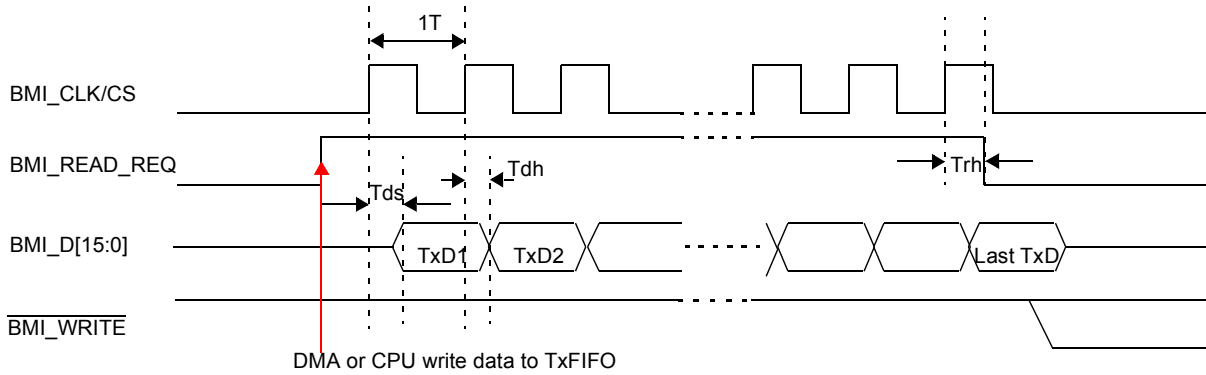 1T
BMI_CLK/CS
BMI_READ_REQ
Tds
Tdh
Trh
BMI_D[15:0]
TxD1
TxD2
Last TxD
BMI_WRITE
DMA or CPU write data to TxFIFO